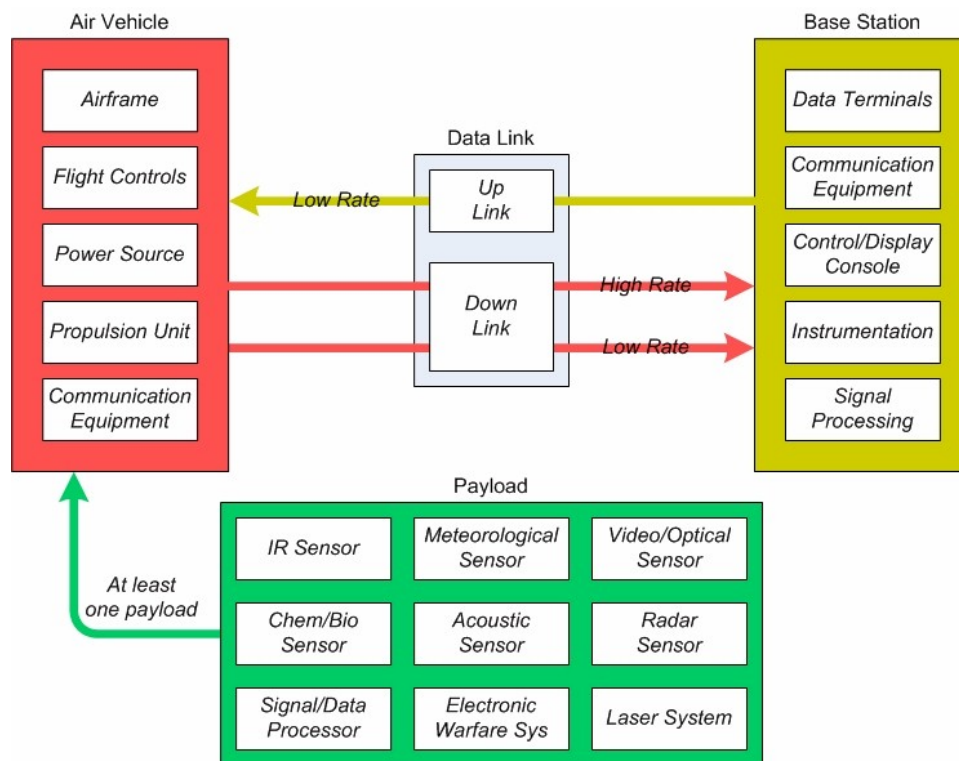 Air Vehicle
Airframe
Flight Controls
Power Source
Propulsion Unit
Communication
Equipment
Data Link
Up
Link
Down
Link
Low Rate
High Rate
Low Rate
Base Station
Data Terminals
Communication
Equipment
Control/Display
Console
Instrumentation
Signal
Processing
At least
one payload
Payload
IR Sensor
Meteorological
Sensor
Video/Optical
Sensor
Chem/Bio
Sensor
Acoustic
Sensor
Radar
Sensor
Signal/Data
Processor
Electronic
Warfare Sys
Laser System